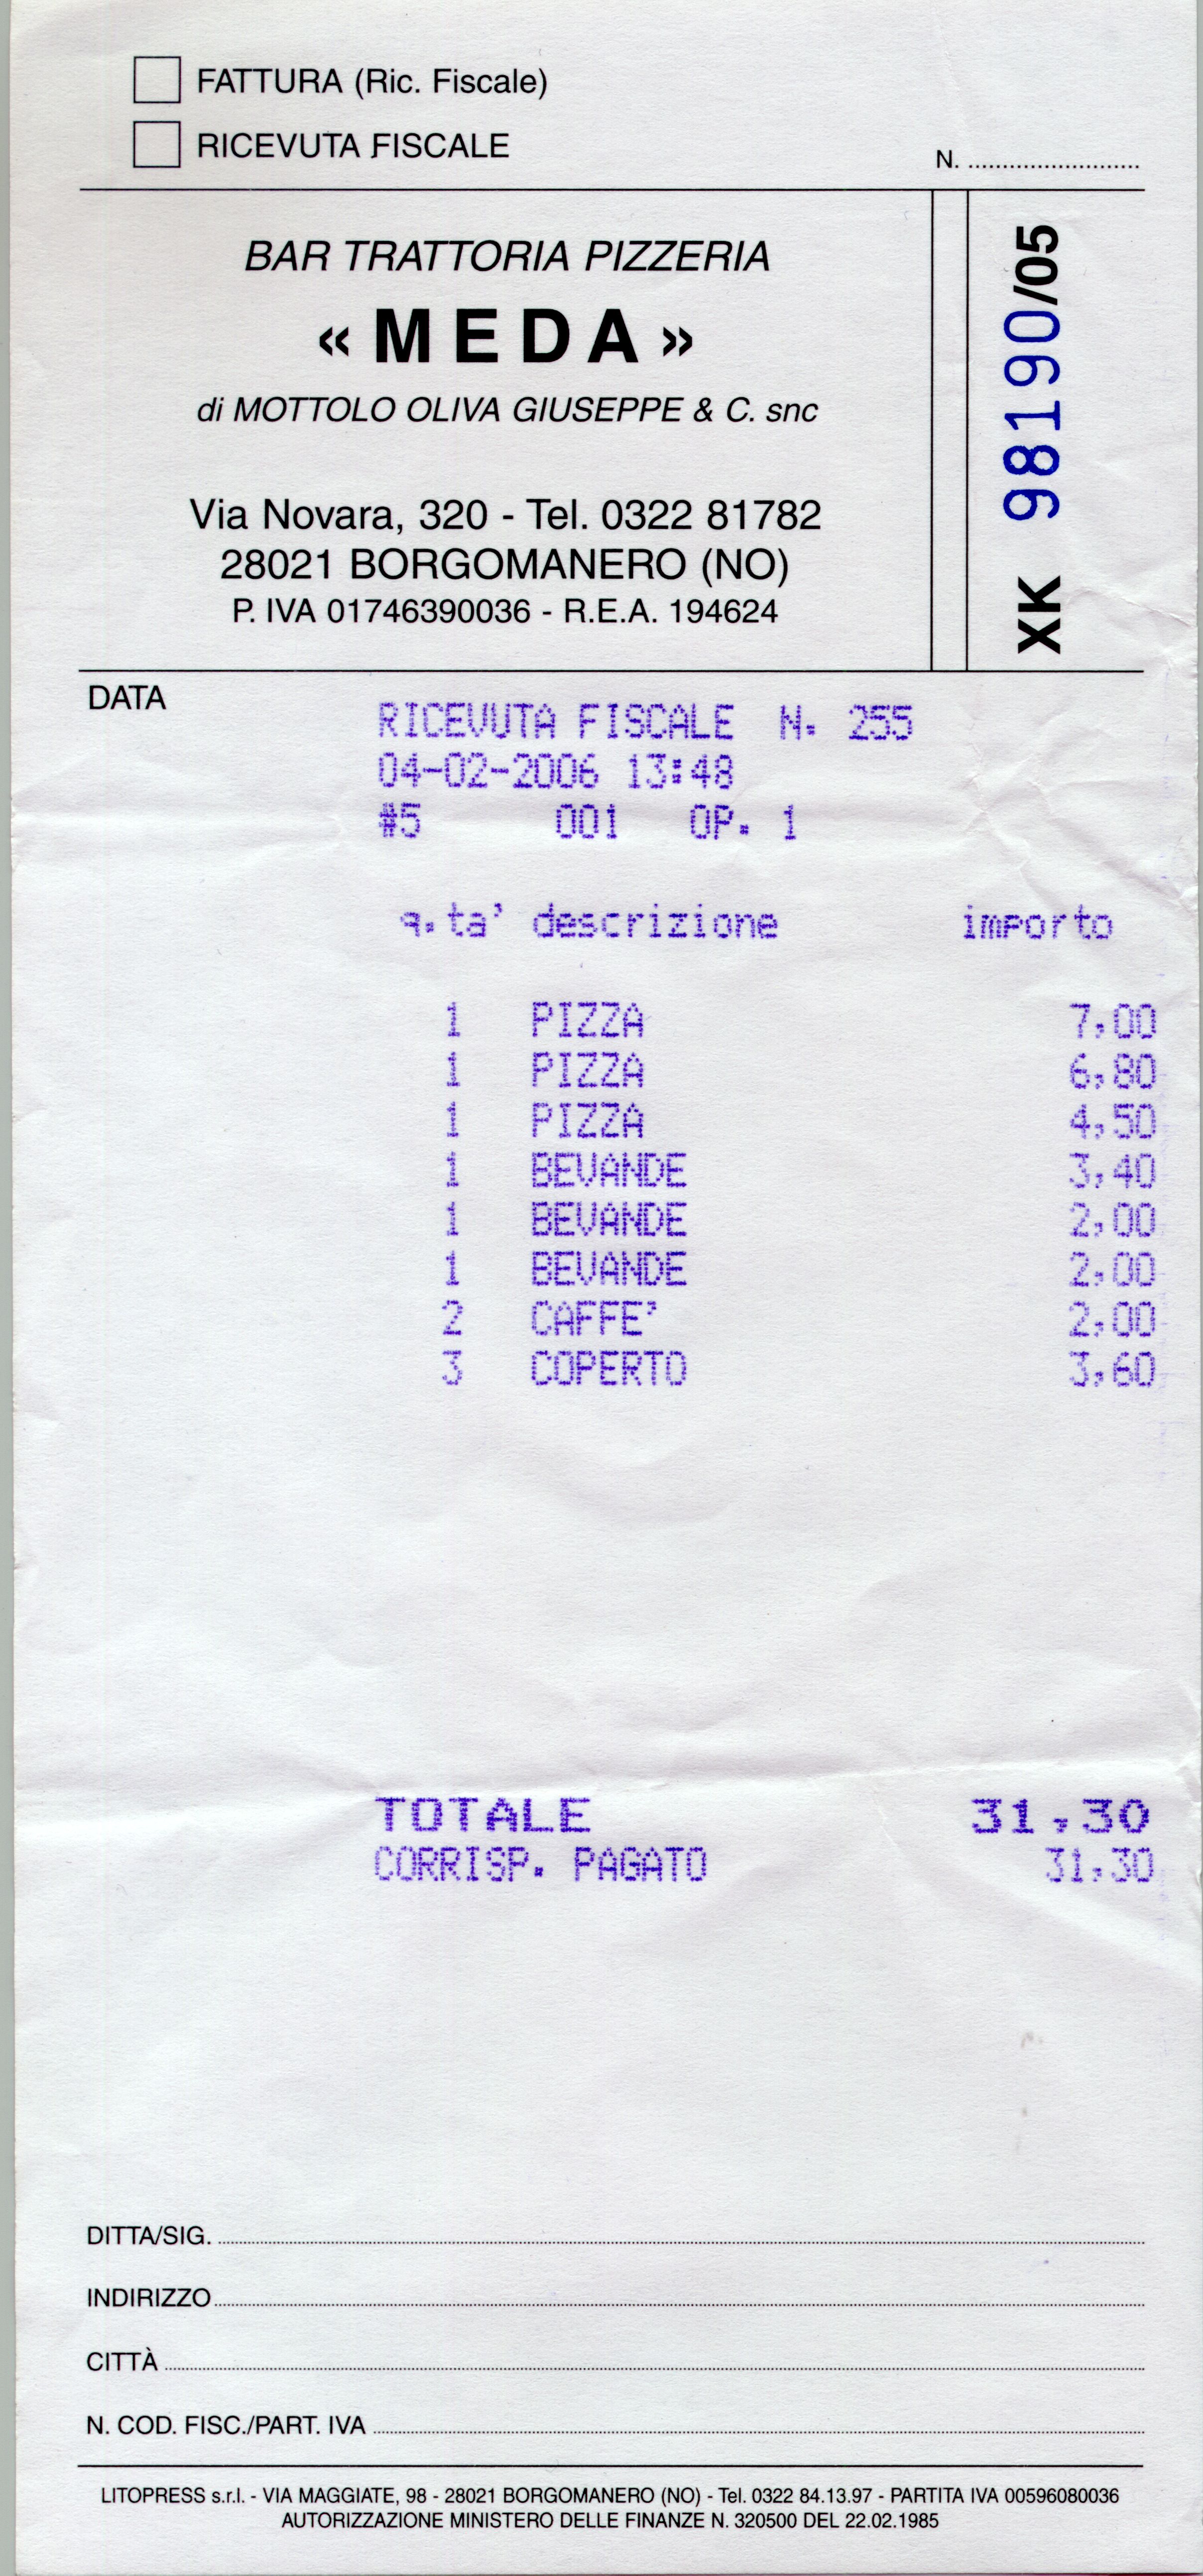 FATTURA (Ric. Fiscale)
RICEVUTA FISCALE
N. ..........................
BAR TRATTORIA PIZZERIA
« MEDA »
di MOTTOLO OLIVA GIUSEPPE & C. snc
Via Novara, 320 - Tel. 0322 81782
28021 BORGOMANERO (NO)
P. IVA 01746390036 - R.E.A. 194624
XK 98190/05
DATA
RICEVUTA FISCALE N. 255
04-02-2006 13:48
#5 001 OP. 1
q.ta' descrizione importo
1 PIZZA 7,00
1 PIZZA 6,80
1 PIZZA 4,50
1 BEVANDE 3,40
1 BEVANDE 2,00
1 BEVANDE 2,00
2 CAFFE' 2,00
3 COPERTO 3,60
TOTALE 31,30
CORRISP. PAGATO 31,30
DITTA/SIG.
INDIRIZZO
CITTÀ
N. COD. FISC./PART. IVA
LITOPRESS s.r.l. - VIA MAGGIATE, 98 - 28021 BORGOMANERO (NO) - Tel. 0322 84.13.97 - PARTITA IVA 00596080036
AUTORIZZAZIONE MINISTERO DELLE FINANZE N. 320500 DEL 22.02.1985